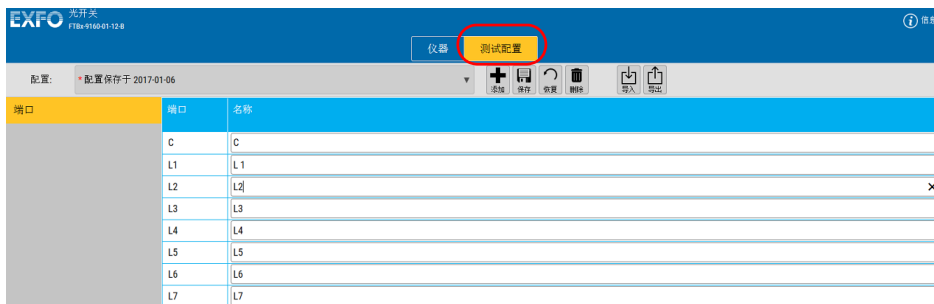 EXFO 光开关
FTBx-9160-01-12-B
信息
仪器 测试配置
配置: * 配置保存于 2017-01-06
添加 保存 恢复 删除 导入 导出
端口 端口 名称
C C
L1 L 1
L2 L2
L3 L3
L4 L4
L5 L5
L6 L6
L7 L7